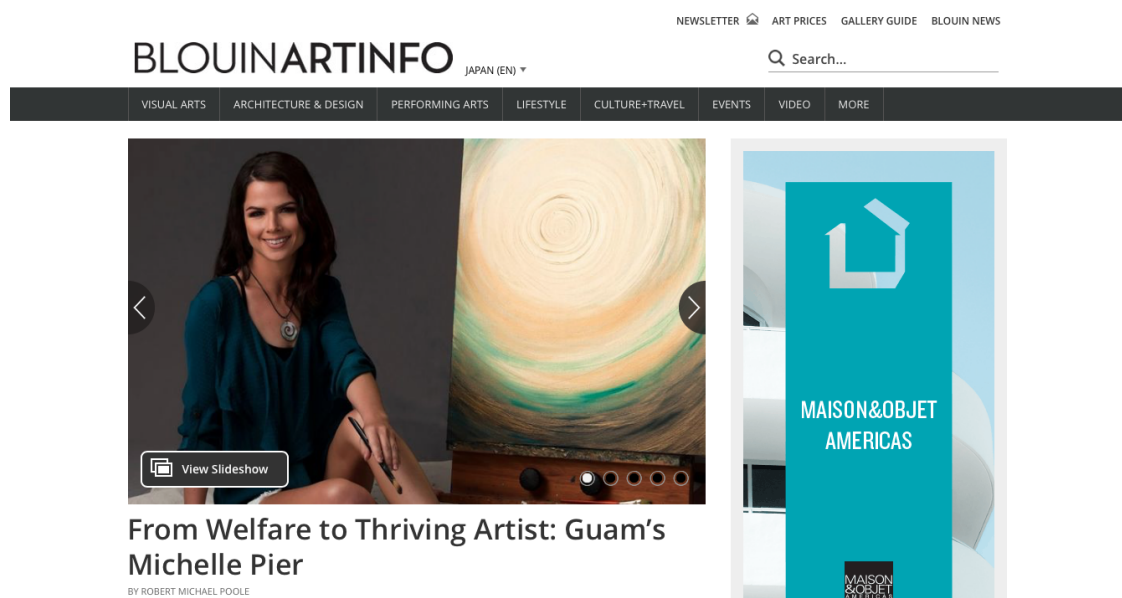 NEWSLETTER ART PRICES GALLERY GUIDE BLOUIN NEWS
BLOUINARTINFO JAPAN (EN)
Search...
VISUAL ARTS ARCHITECTURE & DESIGN PERFORMING ARTS LIFESTYLE CULTURE+TRAVEL EVENTS VIDEO MORE
View Slideshow
From Welfare to Thriving Artist: Guam's
Michelle Pier
BY ROBERT MICHAEL POOLE
MAISON&OBJET
AMERICAS
MAISON
&OBJET
AMERICAS